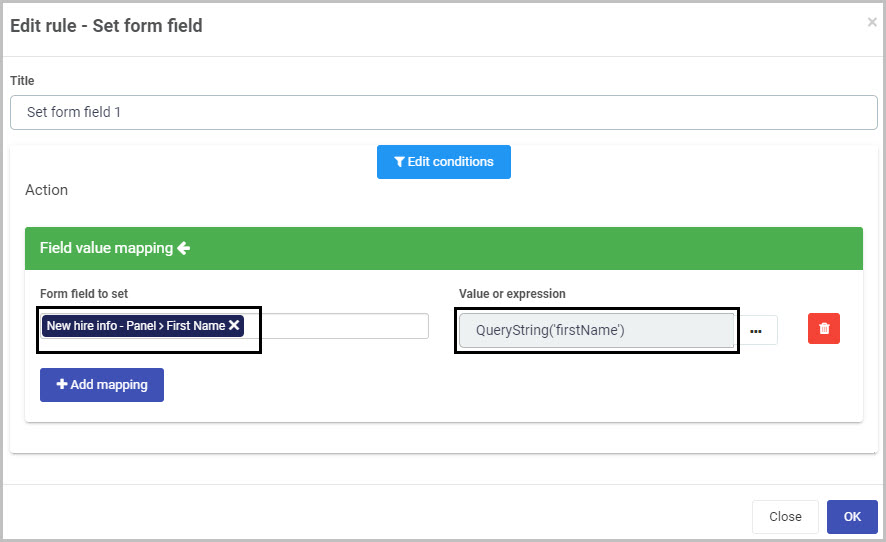 Edit rule - Set form field
×
Title
Set form field 1
Edit conditions
Action
Field value mapping
Form field to set
Value or expression
New hire info - Panel > First Name ×
QueryString('firstName')
...
+ Add mapping
Close
OK